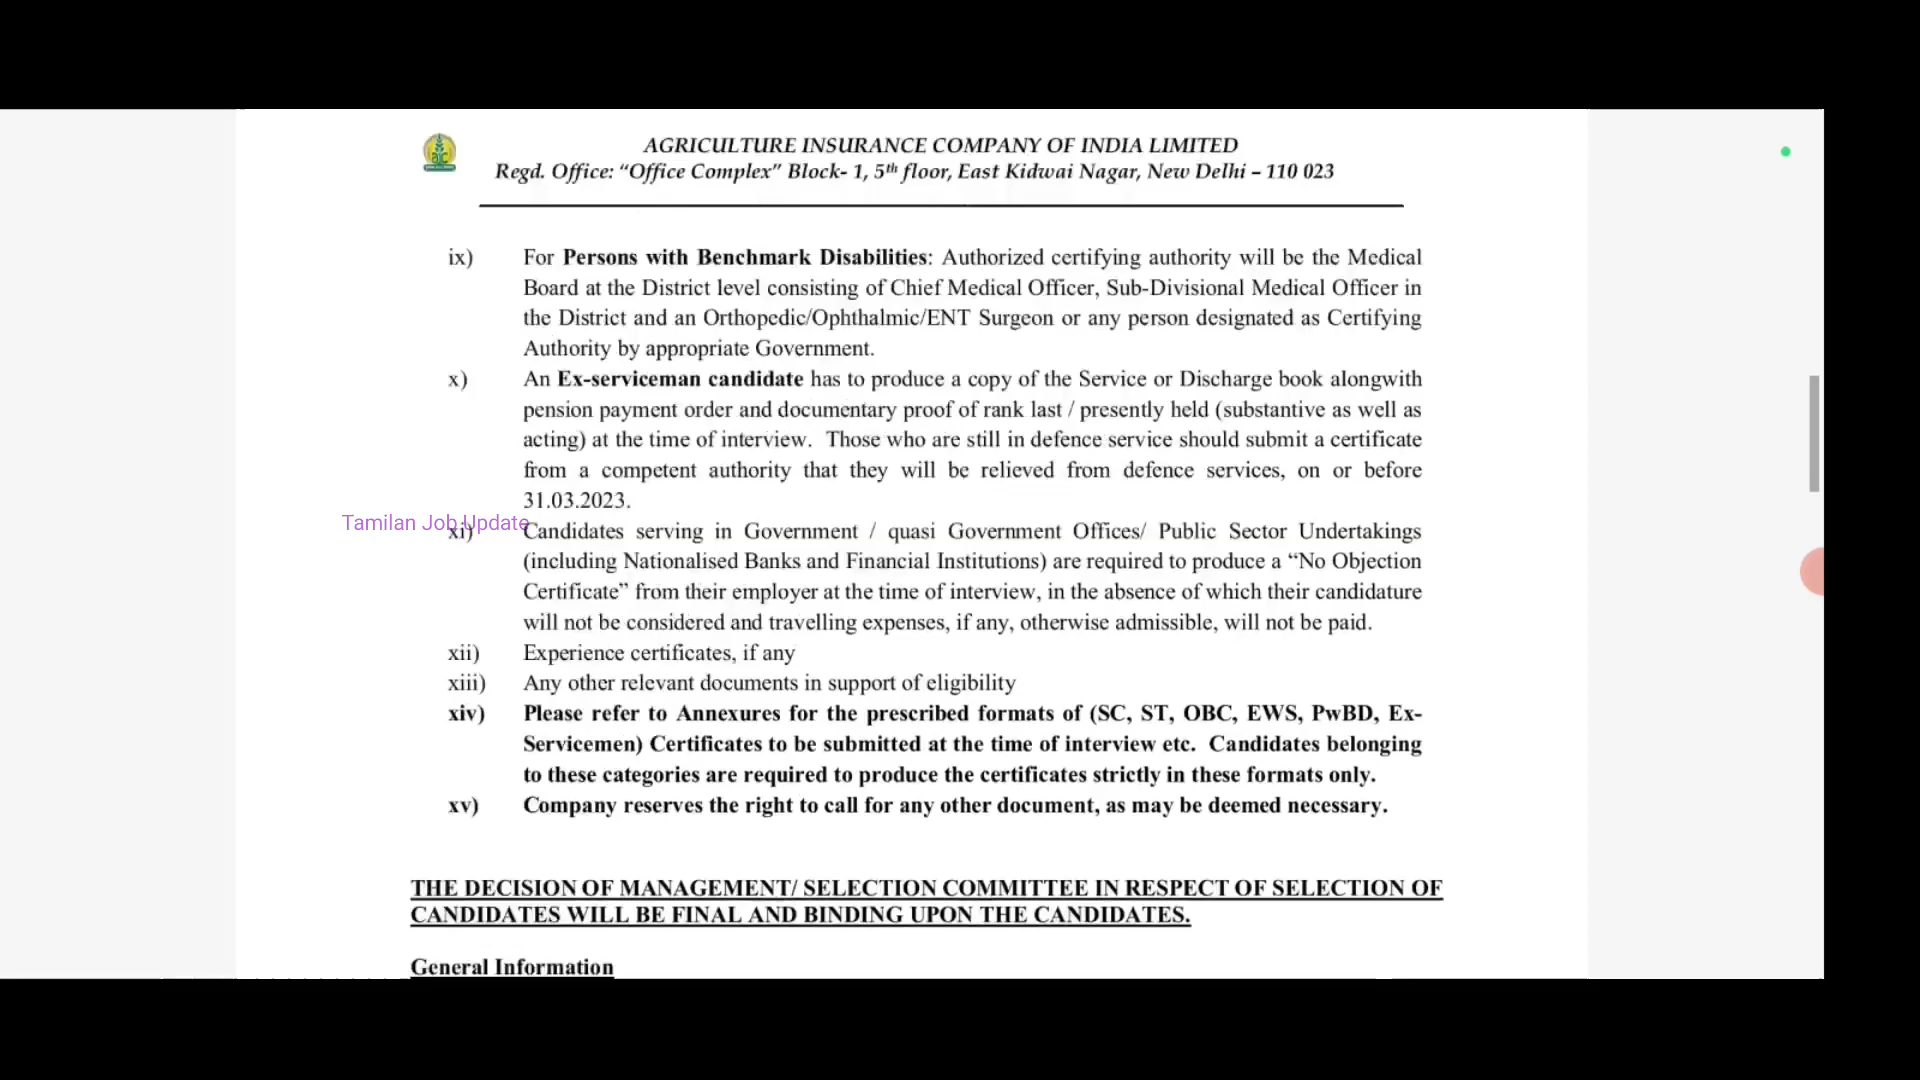 AGRICULTURE INSURANCE COMPANY OF INDIA LIMITED
Regd. Office: “Office Complex” Block- 1, 5th floor, East Kidwai Nagar, New Delhi – 110 023
ix) For Persons with Benchmark Disabilities: Authorized certifying authority will be the Medical
Board at the District level consisting of Chief Medical Officer, Sub-Divisional Medical Officer in
the District and an Orthopedic/Ophthalmic/ENT Surgeon or any person designated as Certifying
Authority by appropriate Government.
x) An Ex-serviceman candidate has to produce a copy of the Service or Discharge book alongwith
pension payment order and documentary proof of rank last / presently held (substantive as well as
acting) at the time of interview. Those who are still in defence service should submit a certificate
from a competent authority that they will be relieved from defence services, on or before
31.03.2023.
Tamilan Job Update
xi) Candidates serving in Government / quasi Government Offices/ Public Sector Undertakings
(including Nationalised Banks and Financial Institutions) are required to produce a “No Objection
Certificate” from their employer at the time of interview, in the absence of which their candidature
will not be considered and travelling expenses, if any, otherwise admissible, will not be paid.
xii) Experience certificates, if any
xiii) Any other relevant documents in support of eligibility
xiv) Please refer to Annexures for the prescribed formats of (SC, ST, OBC, EWS, PwBD, Ex-
Servicemen) Certificates to be submitted at the time of interview etc. Candidates belonging
to these categories are required to produce the certificates strictly in these formats only.
xv) Company reserves the right to call for any other document, as may be deemed necessary.
THE DECISION OF MANAGEMENT/ SELECTION COMMITTEE IN RESPECT OF SELECTION OF
CANDIDATES WILL BE FINAL AND BINDING UPON THE CANDIDATES.
General Information